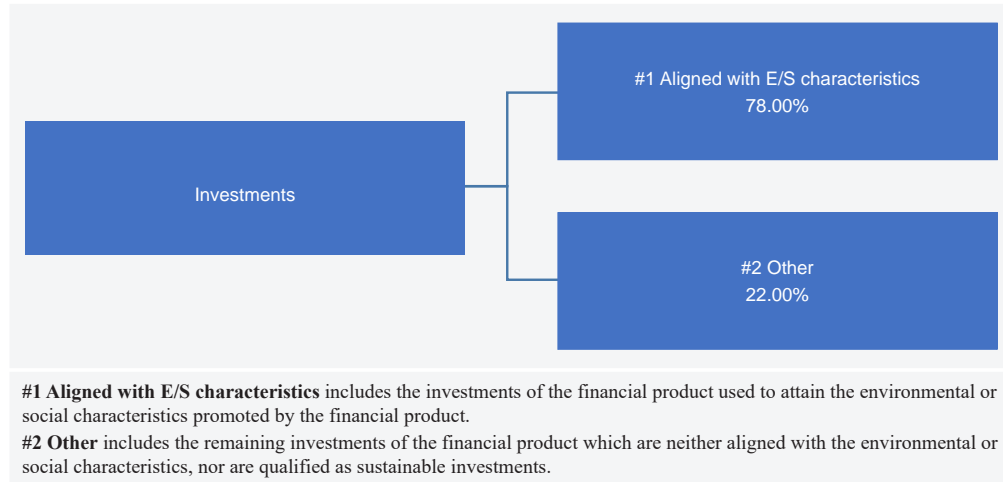 #1 Aligned with E/S characteristics
78.00%
Investments
#2 Other
22.00%
#1 Aligned with E/S characteristics includes the investments of the financial product used to attain the environmental or
social characteristics promoted by the financial product.
#2 Other includes the remaining investments of the financial product which are neither aligned with the environmental or
social characteristics, nor are qualified as sustainable investments.